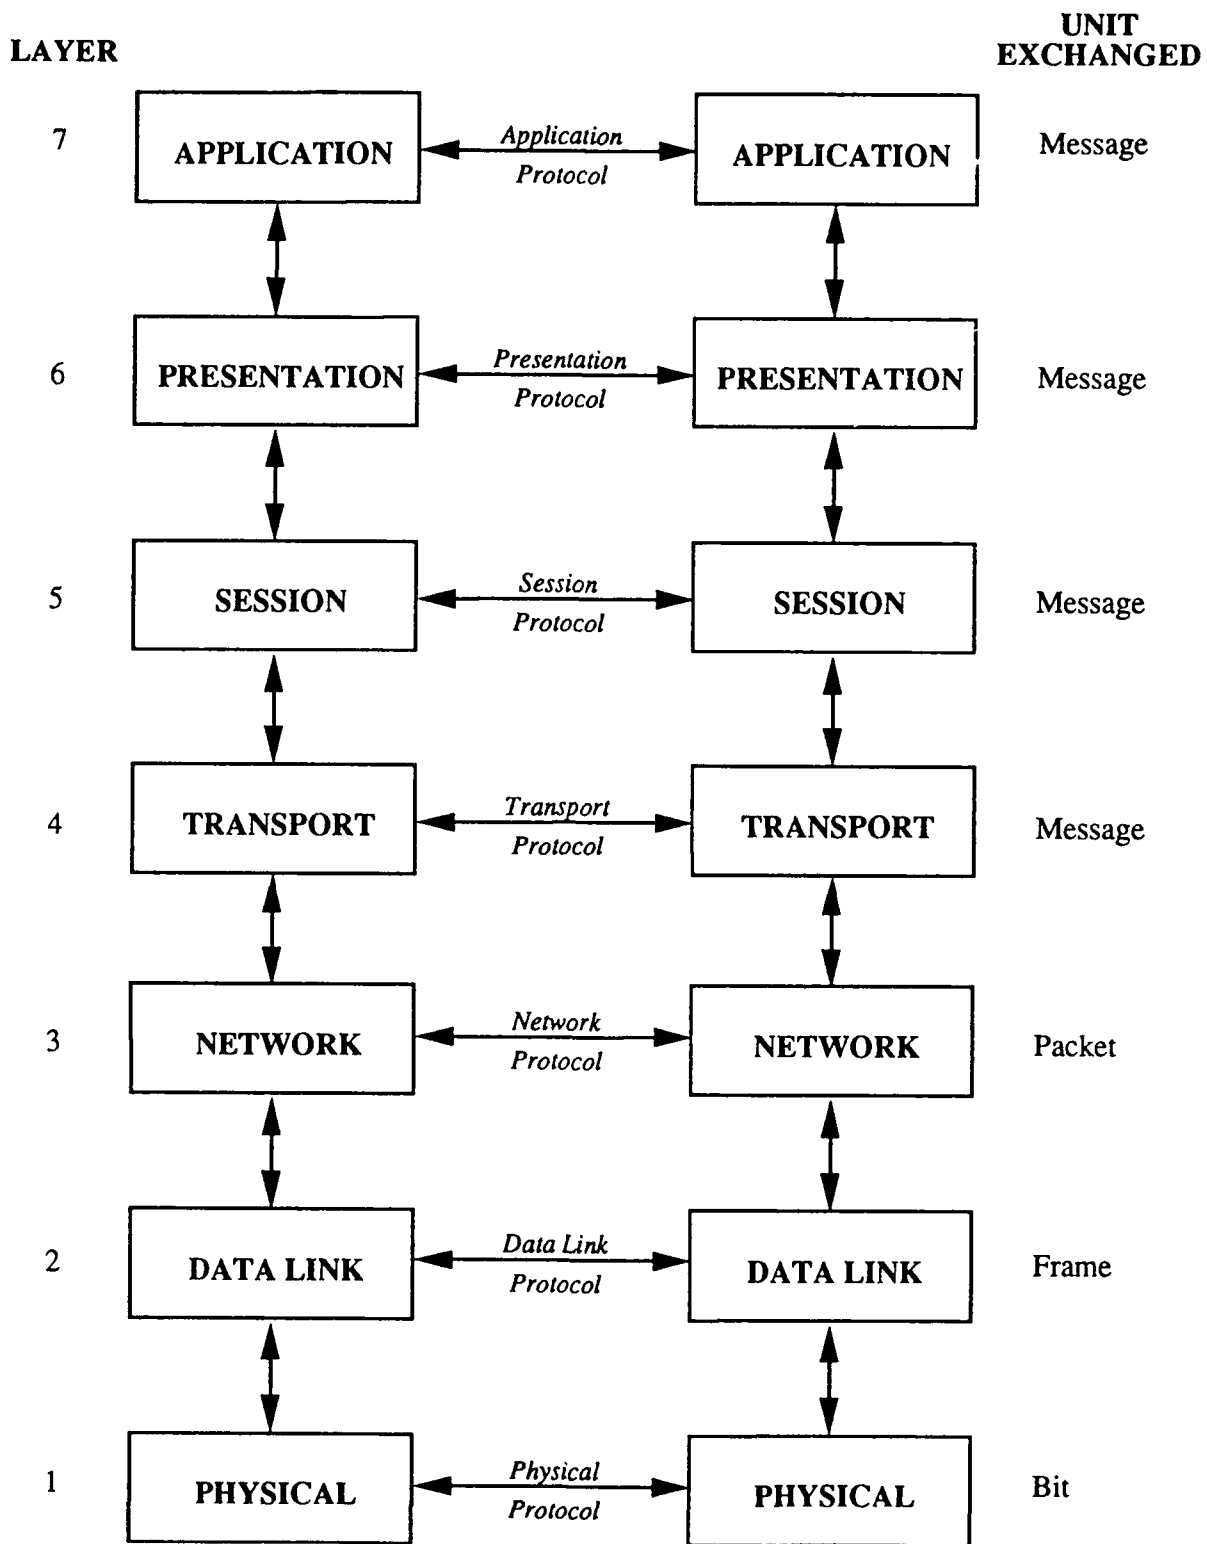 LAYER
UNIT
EXCHANGED
7
APPLICATION
Application
Protocol
APPLICATION
Message
6
PRESENTATION
Presentation
Protocol
PRESENTATION
Message
5
SESSION
Session
Protocol
SESSION
Message
4
TRANSPORT
Transport
Protocol
TRANSPORT
Message
3
NETWORK
Network
Protocol
NETWORK
Packet
2
DATA LINK
Data Link
Protocol
DATA LINK
Frame
1
PHYSICAL
Physical
Protocol
PHYSICAL
Bit